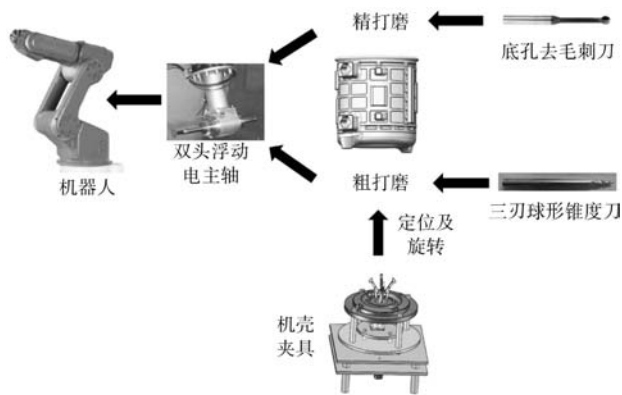 精打磨
底孔去毛刺刀
双头浮动
电主轴
机器人
粗打磨
三刃球形锥度刀
定位及
旋转
机壳
夹具